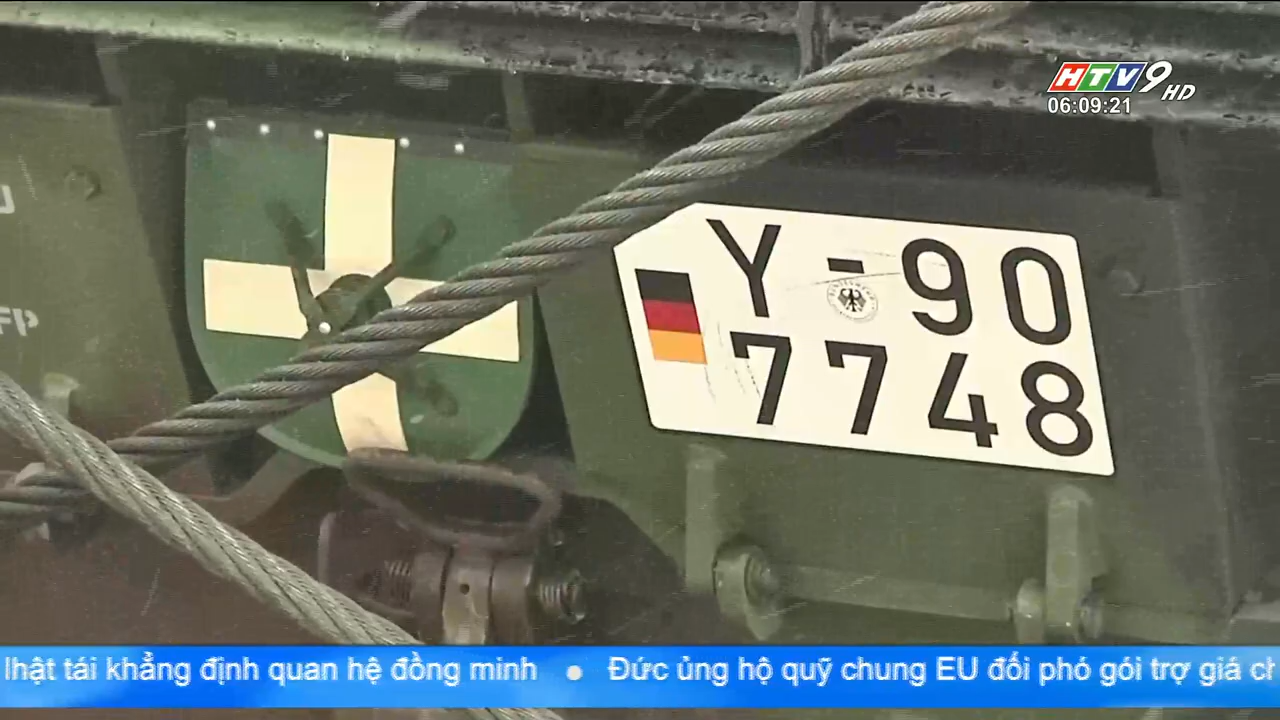 HTV9 HD
06:09:21
Y-90
7748
FP
lhật tái khẳng định quan hệ đồng minh • Đức ủng hộ quỹ chung EU đối phó gói trợ giá